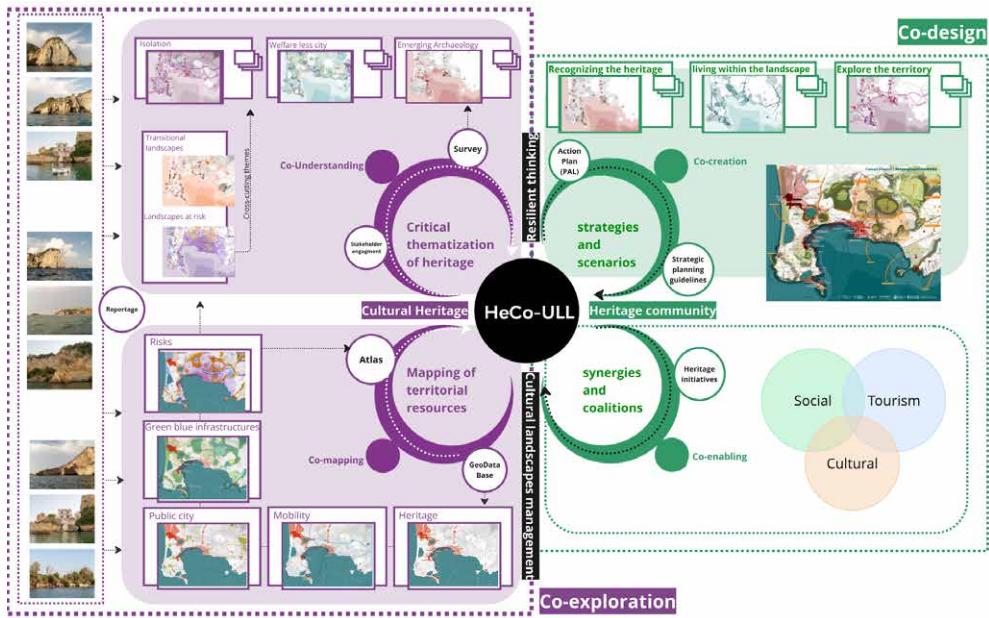 Co-design
Isolation
Welfare less city
Emerging Archaeology
Recognizing the heritage
living within the landscape
Explore the territory
Transitional
landscapes
Landscapes at risk
Cross-cutting themes
Co-Understanding
Survey
Stakeholder
engagment
Critical
thematization
of heritage
Resilient thinking
Action
Plan
(PAL)
Co-creation
strategies
and
scenarios
Strategic
planning
guidelines
Reportage
Cultural Heritage
HeCo-ULL
Heritage community
Risks
Atlas
Mapping of
territorial
resources
Green blue infrastructures
Co-mapping
GeoData
Base
Cultural landscapes management
synergies
and
coalitions
Heritage
initiatives
Co-enabling
Social
Tourism
Cultural
Public city
Mobility
Heritage
Co-exploration